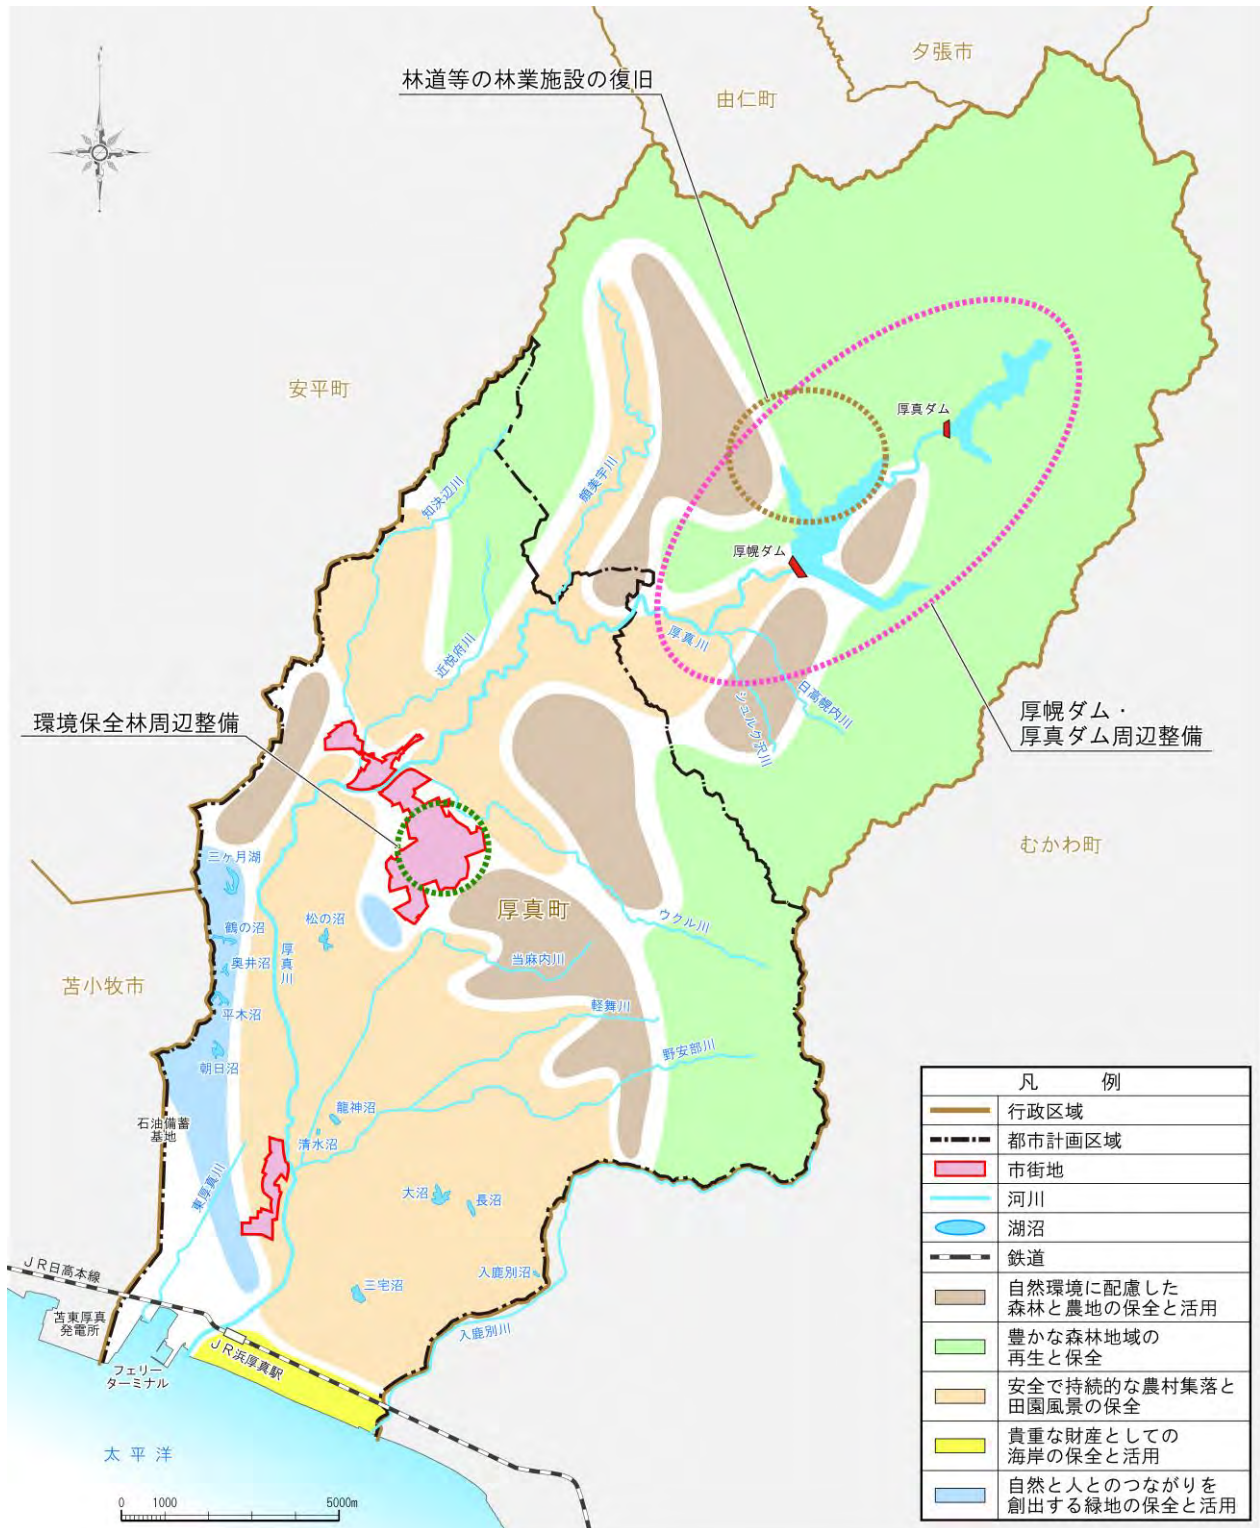 夕張市
林道等の林業施設の復旧
由仁町
安平町
厚真ダム
知決辺川
頗美宇川
厚幌ダム
近悦府川
厚真川
日高幌内川
シュルク沢川
環境保全林周辺整備
厚幌ダム・
厚真ダム周辺整備
むかわ町
三ヶ月湖
厚真町
鶴の沼
松の沼
ウクル川
厚真川
奥井沼
当麻内川
苫小牧市
平木沼
軽舞川
朝日沼
野安部川
石油備蓄
基地
龍神沼
清水沼
東厚真川
大沼
長沼
入鹿別沼
三宅沼
入鹿別川
JR日高本線
苫東厚真
発電所
フェリー
ターミナル
JR浜厚真駅
太平洋
0 1000 5000m
凡 例
行政区域
都市計画区域
市街地
河川
湖沼
鉄道
自然環境に配慮した
森林と農地の保全と活用
豊かな森林地域の
再生と保全
安全で持続的な農村集落と
田園風景の保全
貴重な財産としての
海岸の保全と活用
自然と人とのつながりを
創出する緑地の保全と活用